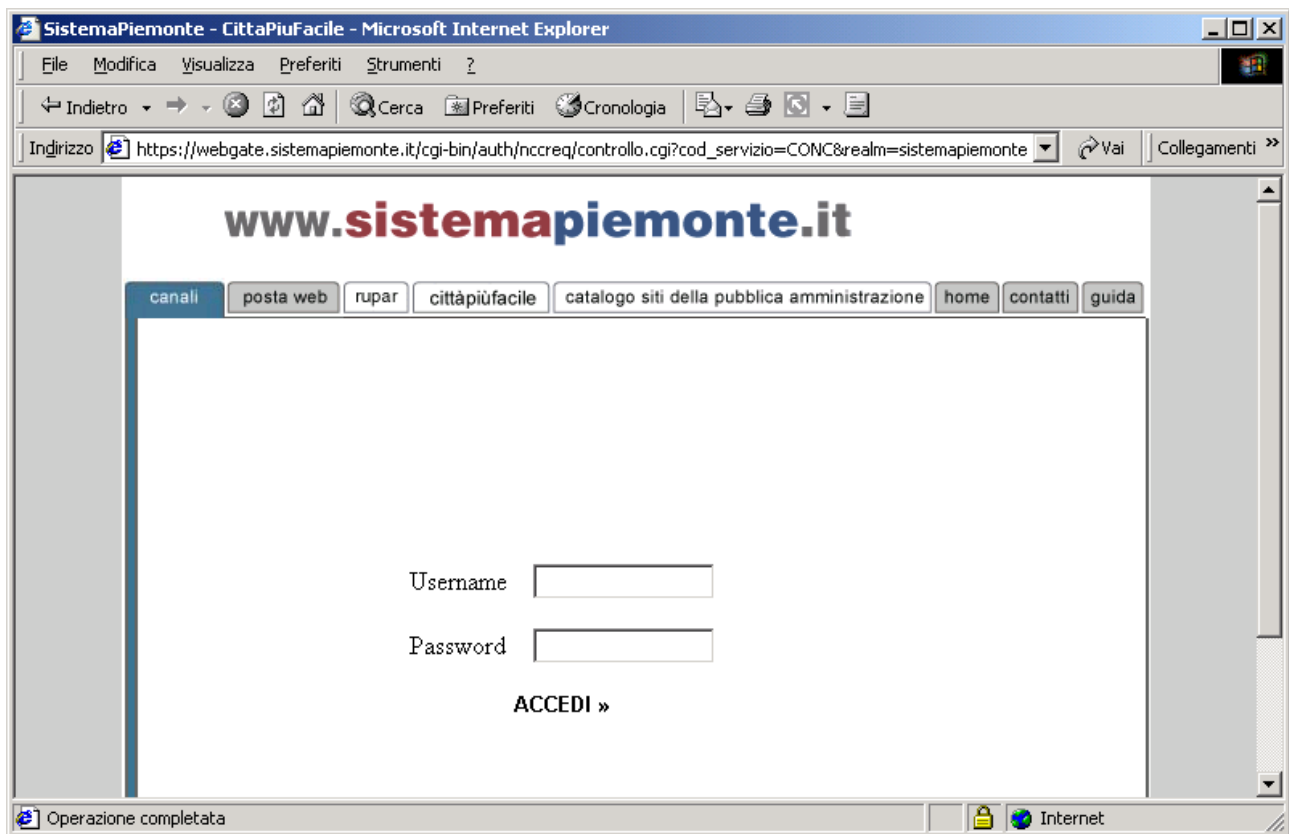 SistemaPiemonte - CittaPiuFacile - Microsoft Internet Explorer
File Modifica Visualizza Preferiti Strumenti ?
Indietro Cerca Preferiti Cronologia
Indirizzo https://webgate.sistemapiemonte.it/cgi-bin/auth/nccreq/controllo.cgi?cod_servizio=CONC&realm=sistemapiemonte Vai Collegamenti »
www.sistemapiemonte.it
canali posta web rupar cittàpiùfacile catalogo siti della pubblica amministrazione home contatti guida
Username
Password
ACCEDI »
Operazione completata Internet